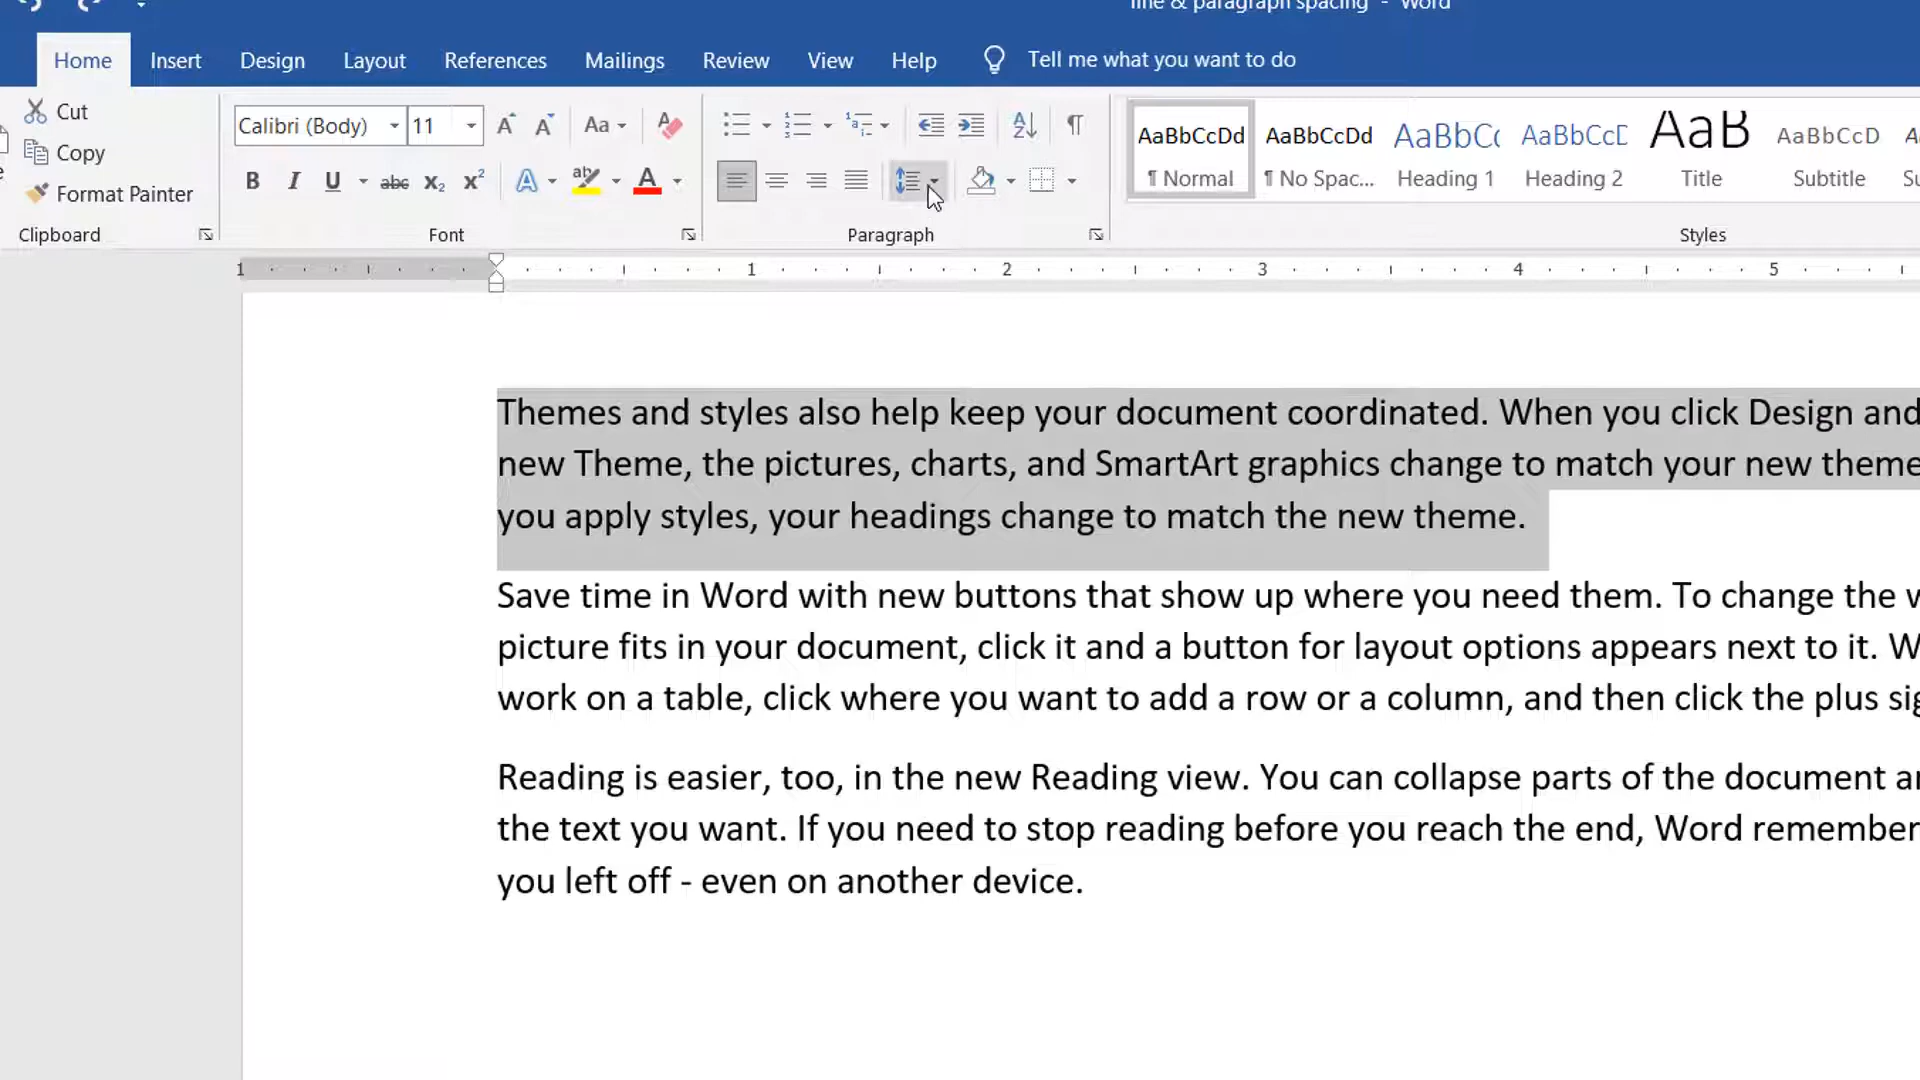 line & paragraph spacing - Word
Home Insert Design Layout References Mailings Review View Help Tell me what you want to do
Cut
Copy
Format Painter
Clipboard
Calibri (Body) 11
Aa
B I U abc X₂ X² A ab A
Font
Paragraph
AaBbCcDd AaBbCcDd AaBbC AaBbCc AaB AaBbCcD
¶ Normal ¶ No Spac... Heading 1 Heading 2 Title Subtitle
Styles
1 1 2 3 4 5
Themes and styles also help keep your document coordinated. When you click Design and
new Theme, the pictures, charts, and SmartArt graphics change to match your new theme
you apply styles, your headings change to match the new theme.
Save time in Word with new buttons that show up where you need them. To change the
picture fits in your document, click it and a button for layout options appears next to it.
work on a table, click where you want to add a row or a column, and then click the plus
Reading is easier, too, in the new Reading view. You can collapse parts of the document
the text you want. If you need to stop reading before you reach the end, Word remember
you left off - even on another device.